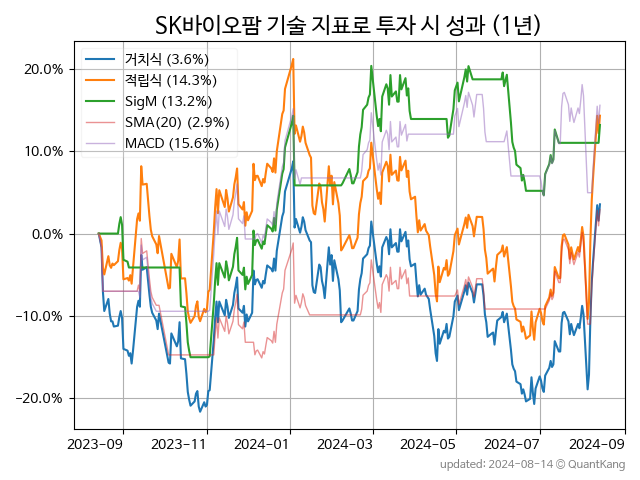 SK바이오팜 기술 지표로 투자 시 성과 (1년)
거치식 (3.6%)
적립식 (14.3%)
SigM (13.2%)
SMA(20) (2.9%)
MACD (15.6%)
20.0%
10.0%
0.0%
−10.0%
−20.0%
2023-09 2023-11 2024-01 2024-03 2024-05 2024-07 2024-09
updated: 2024-08-14 © QuantKang